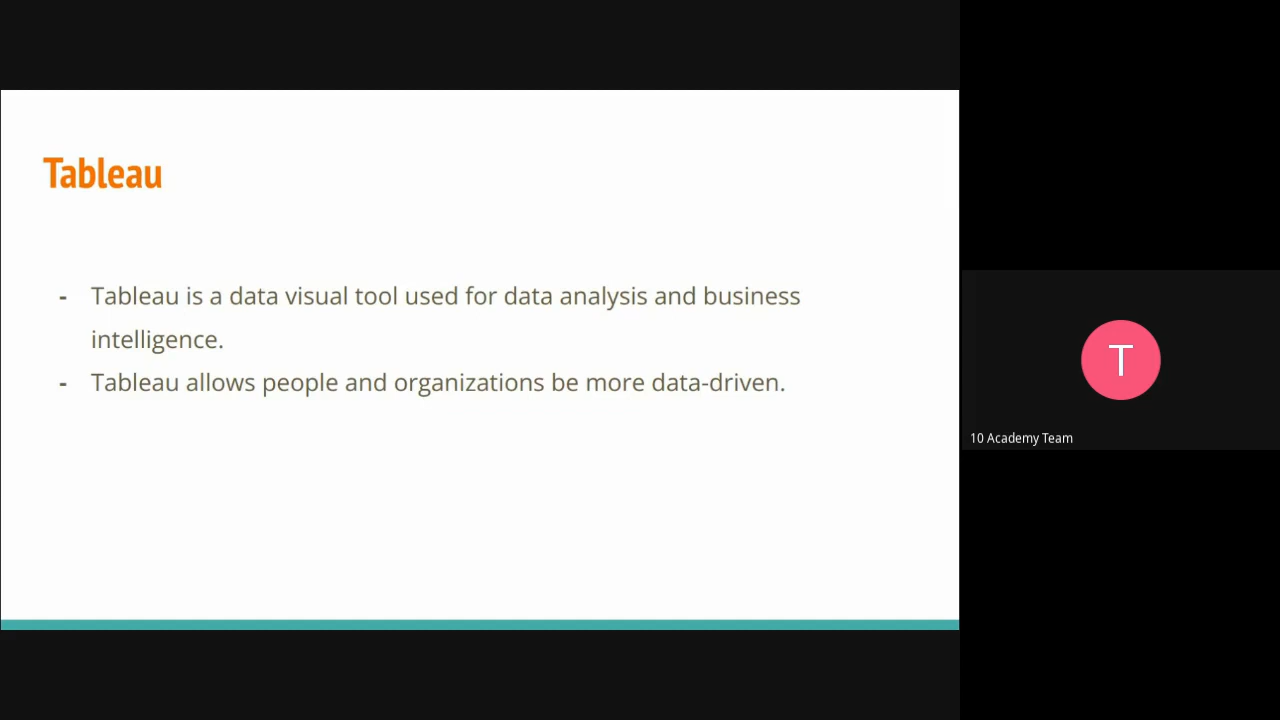 Tableau
- Tableau is a data visual tool used for data analysis and business
intelligence.
- Tableau allows people and organizations be more data-driven.
T
10 Academy Team